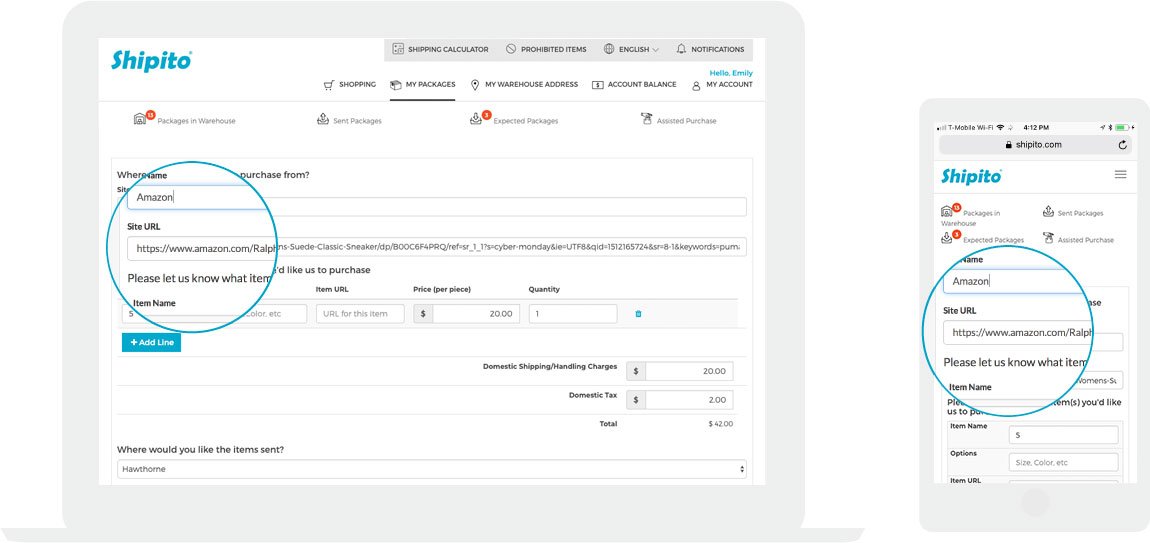 Shipito
SHIPPING CALCULATOR PROHIBITED ITEMS ENGLISH NOTIFICATIONS
Hello, Emily
SHOPPING MY PACKAGES MY WAREHOUSE ADDRESS ACCOUNT BALANCE MY ACCOUNT
13 Packages in Warehouse Sent Packages 3 Expected Packages Assisted Purchase
Where Name purchase from?
Sit
Amazon
Site URL
https://www.amazon.com/Ralp ns-Suede-Classic-Sneaker/dp/B00C6F4PRQ/ref=sr_1_1?s=cyber-monday&ie=UTF8&qid=1512165724&sr=8-1&keywords=pum
Please let us know what item 'd like us to purchase
Item Name Item URL Price (per piece) Quantity
S Color, etc URL for this item $ 20.00 1
+ Add Line
Domestic Shipping/Handling Charges $ 20.00
Domestic Tax $ 2.00
Total $ 42.00
Where would you like the items sent?
Hawthorne
T-Mobile Wi-Fi 4:12 PM
shipito.com
Shipito
13 Packages in Warehouse Sent Packages
3 Expected Packages Assisted Purchase
Name
Amazon
Site URL
https://www.amazon.com/Ralph
Please let us know what item
Womens-Su
Item Name
item(s) you'd like
us to pur
Item Name S
Options Size, Color, etc
Item URL